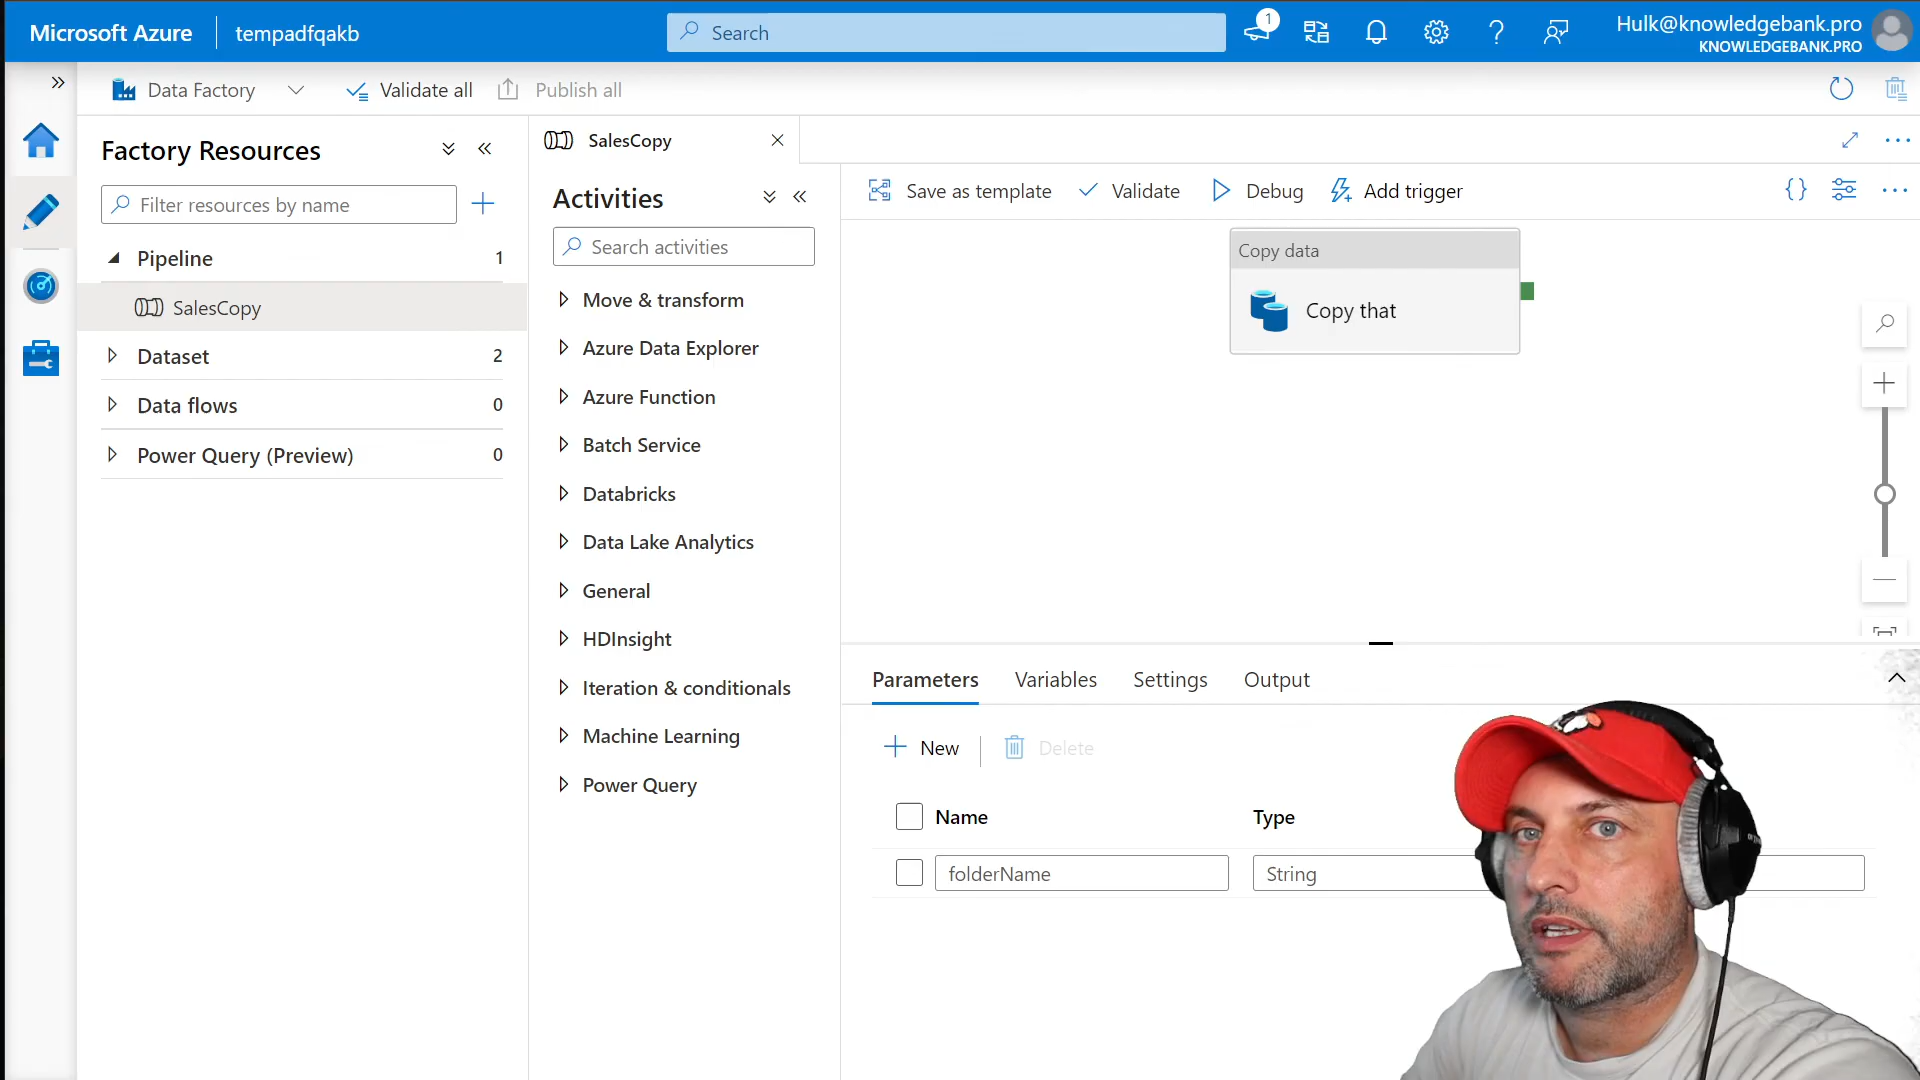 Microsoft Azure
tempadfqakb
Search
1
Hulk@knowledgebank.pro
KNOWLEDGEBANK.PRO
Data Factory
Validate all
Publish all
Factory Resources
Filter resources by name
Pipeline 1
SalesCopy
Dataset 2
Data flows 0
Power Query (Preview) 0
SalesCopy
Activities
Search activities
Move & transform
Azure Data Explorer
Azure Function
Batch Service
Databricks
Data Lake Analytics
General
HDInsight
Iteration & conditionals
Machine Learning
Power Query
Save as template
Validate
Debug
Add trigger
Copy data
Copy that
Parameters
Variables
Settings
Output
New
Delete
Name
Type
folderName
String